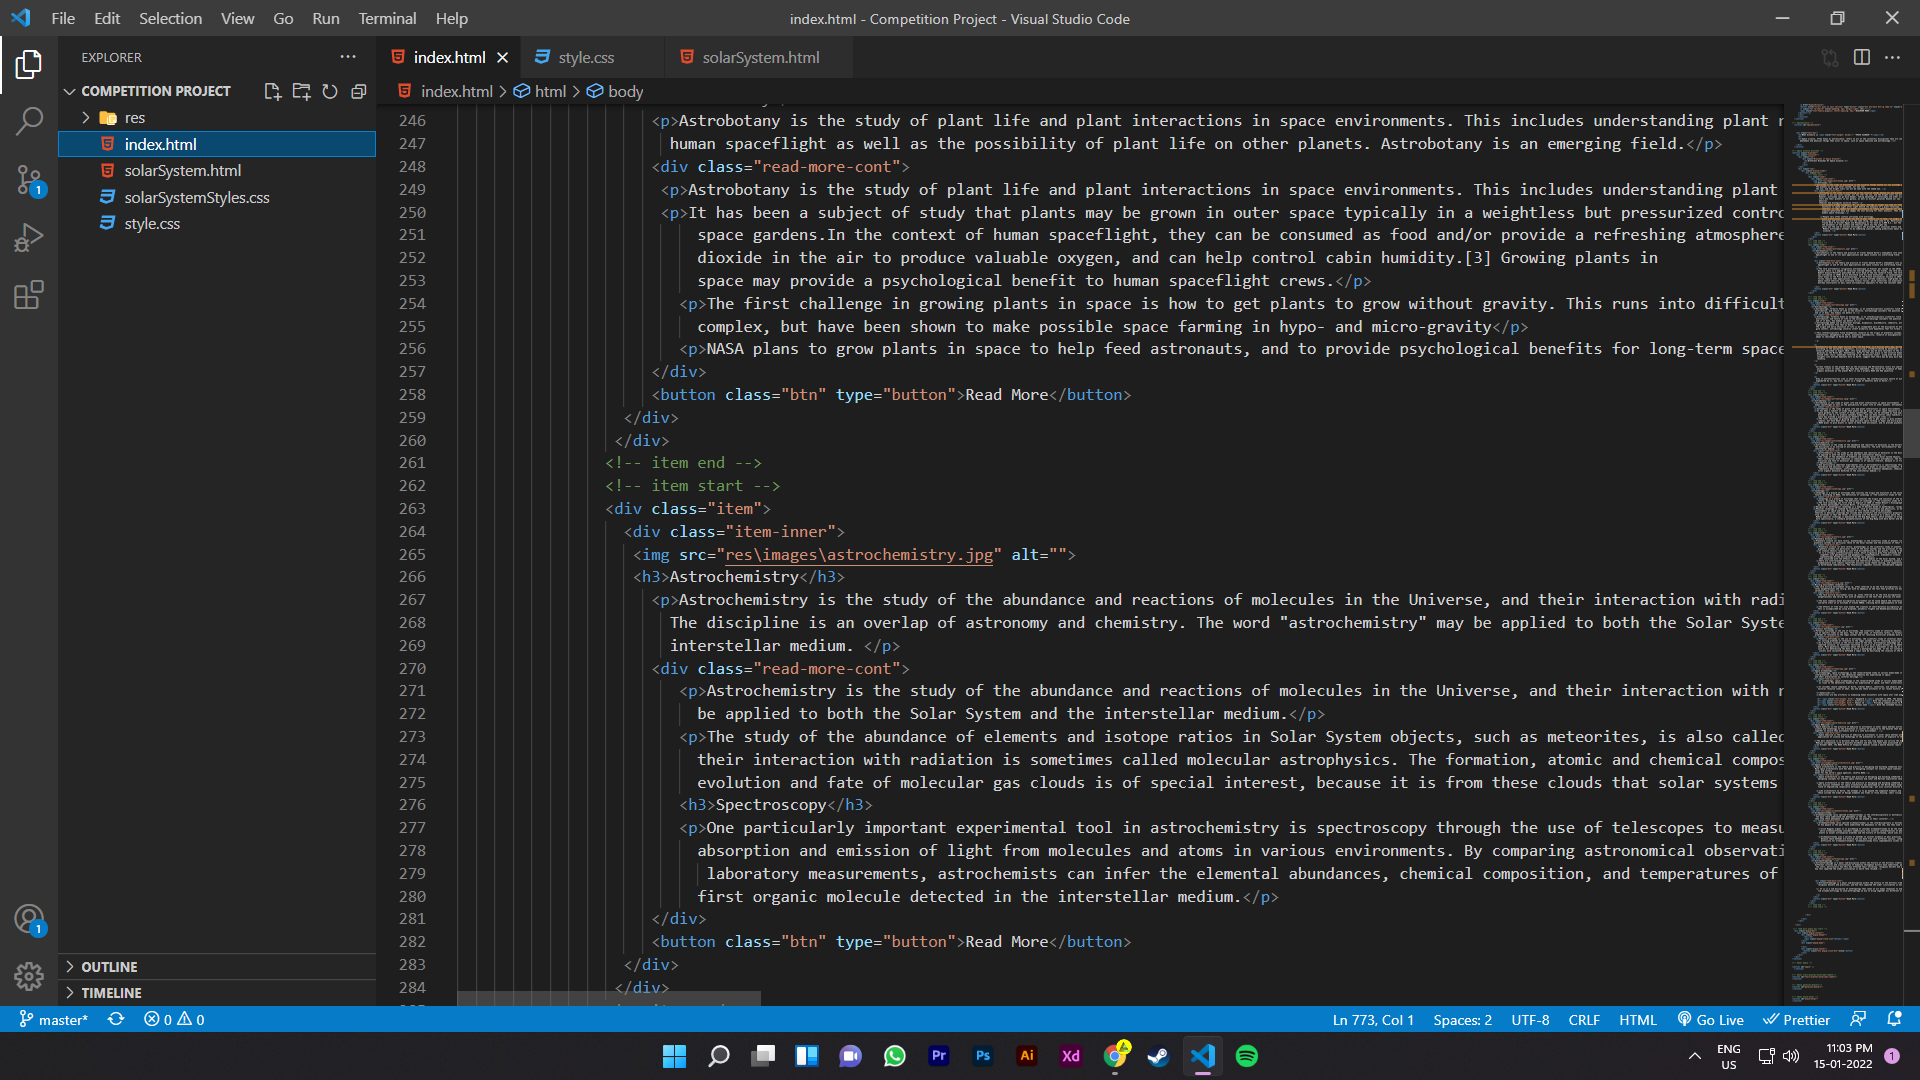 File Edit Selection View Go Run Terminal Help
index.html - Competition Project - Visual Studio Code
EXPLORER
index.html
style.css
solarSystem.html
COMPETITION PROJECT
index.html > html > body
res
index.html
solarSystem.html
solarSystemStyles.css
style.css
246 <p>Astrobotany is the study of plant life and plant interactions in space environments. This includes understanding plant
247 human spaceflight as well as the possibility of plant life on other planets. Astrobotany is an emerging field.</p>
248 <div class="read-more-cont">
249 <p>Astrobotany is the study of plant life and plant interactions in space environments. This includes understanding plant
250 <p>It has been a subject of study that plants may be grown in outer space typically in a weightless but pressurized contro
251 space gardens.In the context of human spaceflight, they can be consumed as food and/or provide a refreshing atmosphere
252 dioxide in the air to produce valuable oxygen, and can help control cabin humidity.[3] Growing plants in
253 space may provide a psychological benefit to human spaceflight crews.</p>
254 <p>The first challenge in growing plants in space is how to get plants to grow without gravity. This runs into difficult
255 complex, but have been shown to make possible space farming in hypo- and micro-gravity</p>
256 <p>NASA plans to grow plants in space to help feed astronauts, and to provide psychological benefits for long-term space
257 </div>
258 <button class="btn" type="button">Read More</button>
259 </div>
260 </div>
261 <!-- item end -->
262 <!-- item start -->
263 <div class="item">
264 <div class="item-inner">
265 <img src="res\images\astrochemistry.jpg" alt="">
266 <h3>Astrochemistry</h3>
267 <p>Astrochemistry is the study of the abundance and reactions of molecules in the Universe, and their interaction with radi
268 The discipline is an overlap of astronomy and chemistry. The word "astrochemistry" may be applied to both the Solar Syste
269 interstellar medium. </p>
270 <div class="read-more-cont">
271 <p>Astrochemistry is the study of the abundance and reactions of molecules in the Universe, and their interaction with
272 be applied to both the Solar System and the interstellar medium.</p>
273 <p>The study of the abundance of elements and isotope ratios in Solar System objects, such as meteorites, is also called
274 their interaction with radiation is sometimes called molecular astrophysics. The formation, atomic and chemical compos
275 evolution and fate of molecular gas clouds is of special interest, because it is from these clouds that solar systems
276 <h3>Spectroscopy</h3>
277 <p>One particularly important experimental tool in astrochemistry is spectroscopy through the use of telescopes to measu
278 absorption and emission of light from molecules and atoms in various environments. By comparing astronomical observati
279 laboratory measurements, astrochemists can infer the elemental abundances, chemical composition, and temperatures of
280 first organic molecule detected in the interstellar medium.</p>
281 </div>
282 <button class="btn" type="button">Read More</button>
283 </div>
284 </div>
OUTLINE
TIMELINE
master* 0 0
Ln 773, Col 1 Spaces: 2 UTF-8 CRLF HTML Go Live Prettier
Pr Ps Ai Xd
ENG
US
11:03 PM
15-01-2022
1
1
1